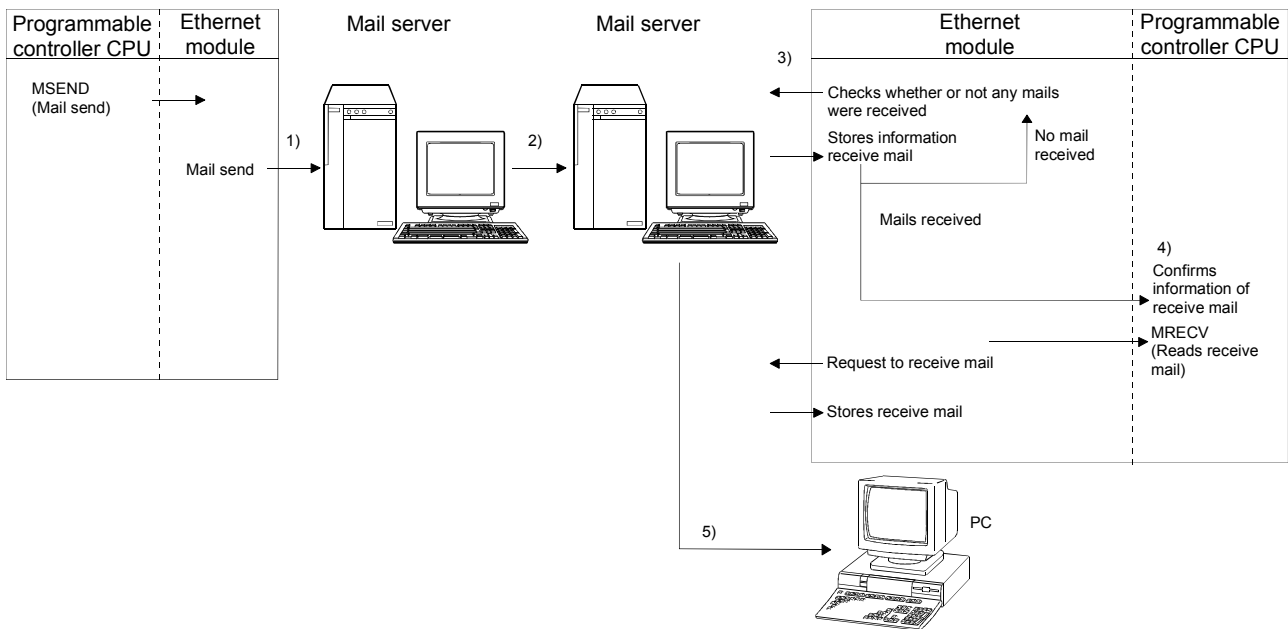 Programmable
controller CPU
Ethernet
module
Mail server
Mail server
Ethernet
module
Programmable
controller CPU
MSEND
(Mail send)
Mail send
1)
2)
3)
Checks whether or not any mails
were received
Stores information
receive mail
No mail
received
Mails received
4)
Confirms
information of
receive mail
MRECV
(Reads receive
mail)
Request to receive mail
Stores receive mail
5)
PC